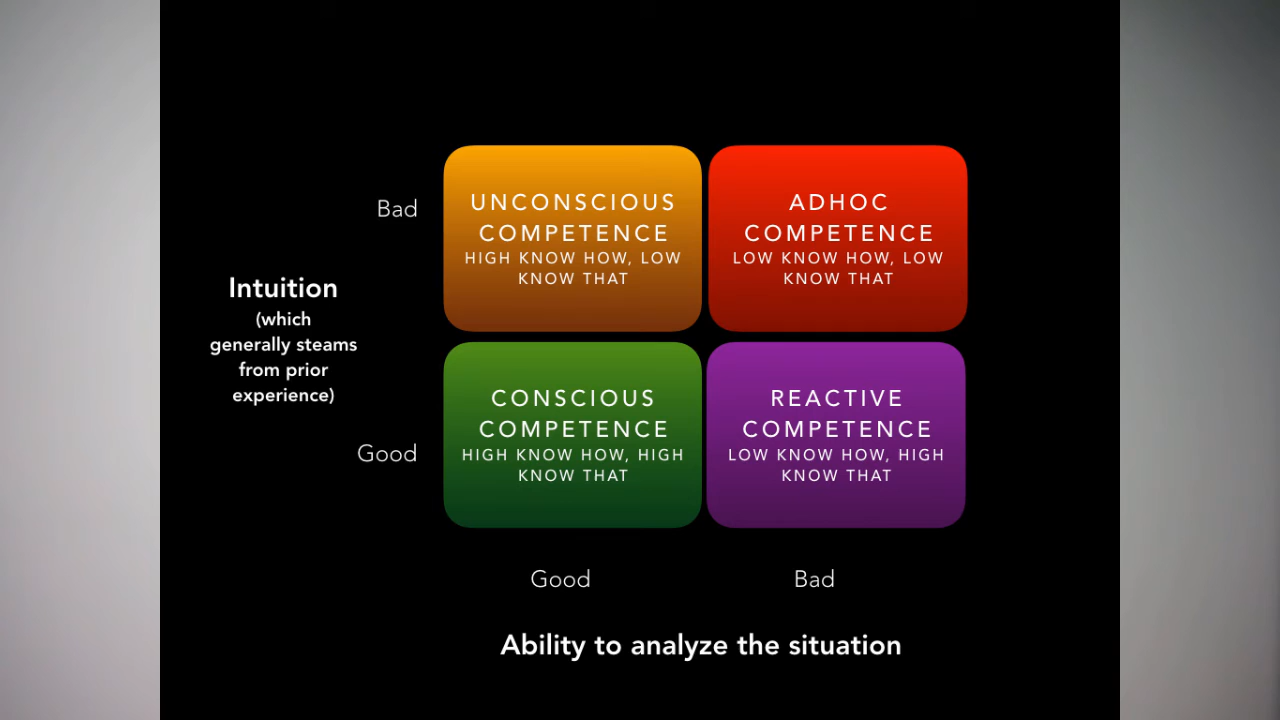 Bad
UNCONSCIOUS
COMPETENCE
HIGH KNOW HOW, LOW
KNOW THAT
ADHOC
COMPETENCE
LOW KNOW HOW, LOW
KNOW THAT
Intuition
(which
generally steams
from prior
experience)
Good
CONSCIOUS
COMPETENCE
HIGH KNOW HOW, HIGH
KNOW THAT
REACTIVE
COMPETENCE
LOW KNOW HOW, HIGH
KNOW THAT
Good
Bad
Ability to analyze the situation